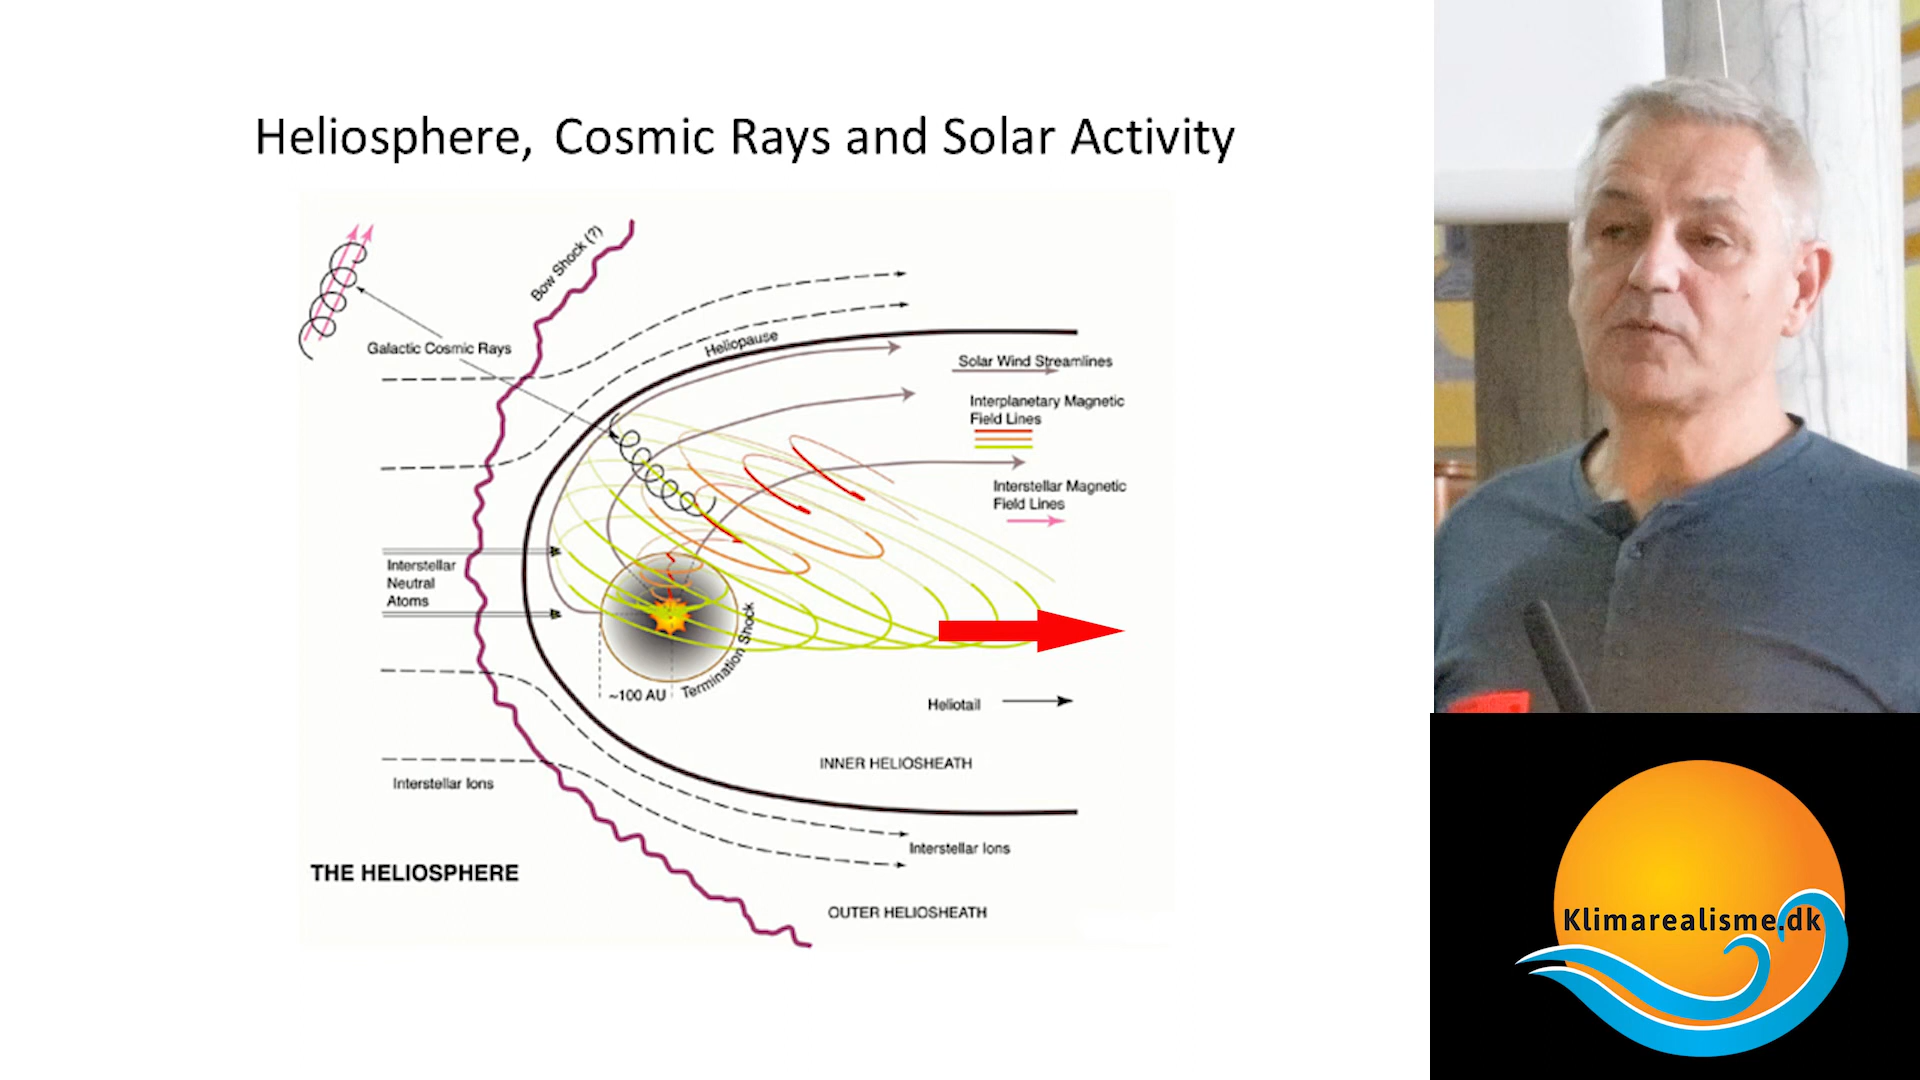 Heliosphere, Cosmic Rays and Solar Activity
Bow Shock (?)
Galactic Cosmic Rays
Heliopause
Solar Wind Streamlines
Interplanetary Magnetic
Field Lines
Interstellar Magnetic
Field Lines
Interstellar
Neutral
Atoms
Termination Shock
~100 AU
Heliotail
INNER HELIOSHEATH
Interstellar Ions
Interstellar Ions
THE HELIOSPHERE
OUTER HELIOSHEATH
Klimarealisme.dk